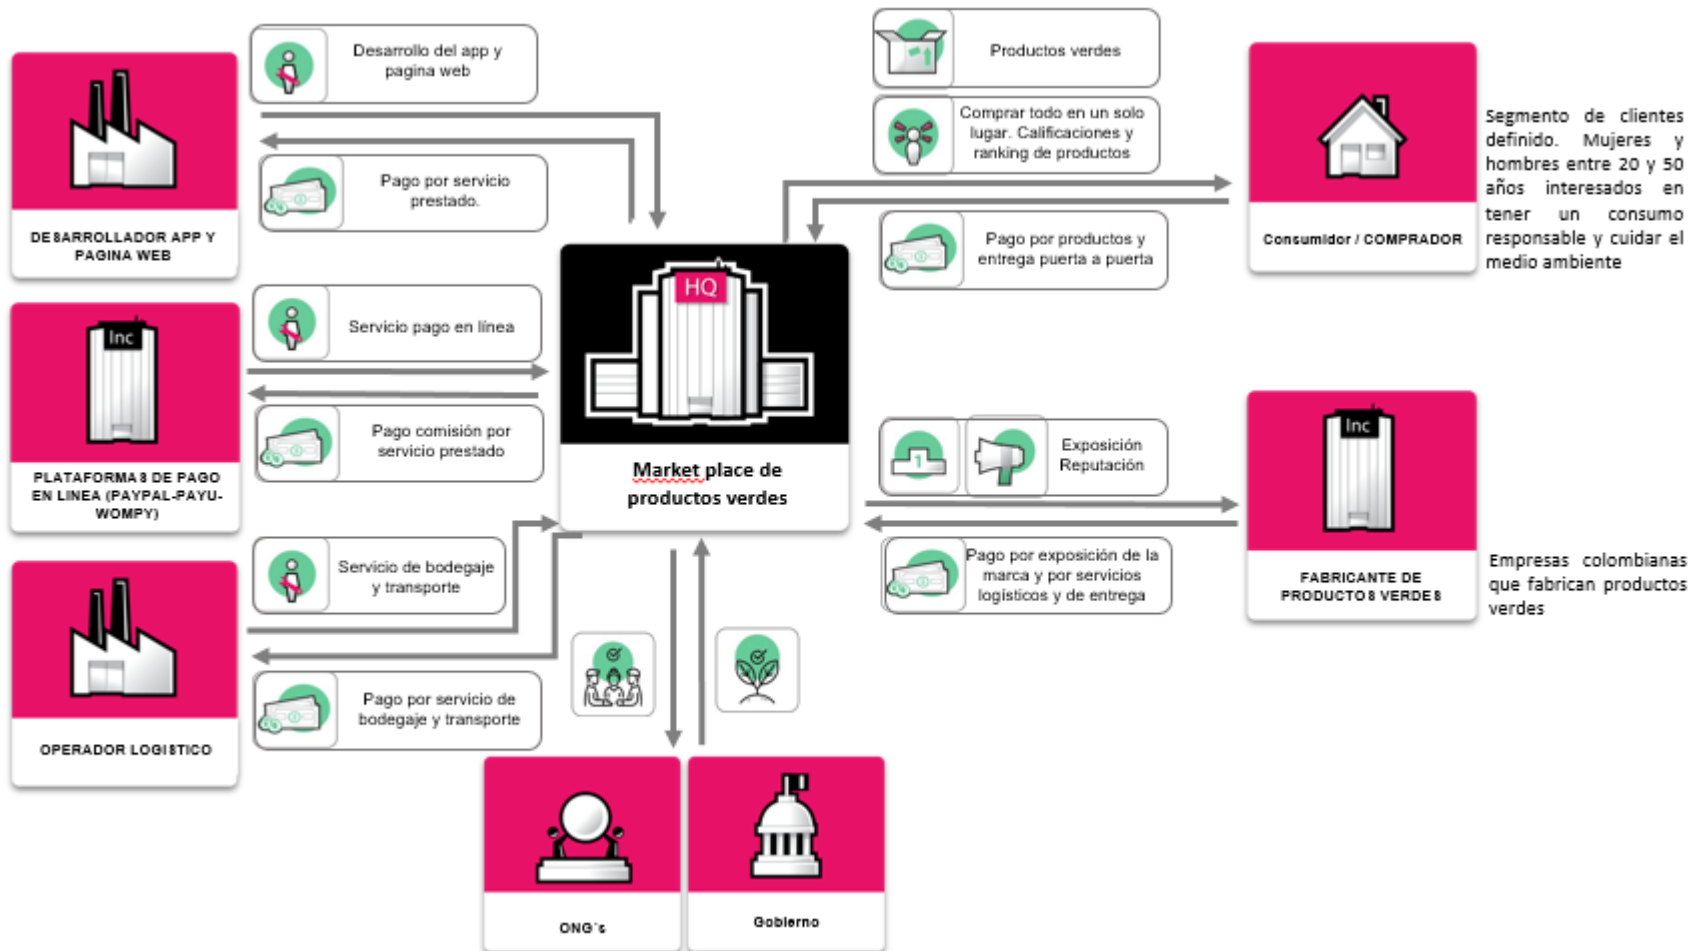 Desarrollo del app y
pagina web
Pago por servicio
prestado.
DESARROLLADOR APP Y
PAGINA WEB
Inc
Servicio pago en línea
Pago comisión por
servicio prestado
PLATAFORMAS DE PAGO
EN LINEA (PAYPAL-PAYU-
WOMPY)
Servicio de bodegaje
y transporte
Pago por servicio de
bodegaje y transporte
OPERADOR LOGISTICO
HQ
Market place de
productos verdes
ONG´s
Gobierno
Productos verdes
Comprar todo en un solo
lugar. Calificaciones y
ranking de productos
Pago por productos y
entrega puerta a puerta
Consumidor / COMPRADOR
Segmento de clientes
definido. Mujeres y
hombres entre 20 y 50
años interesados en
tener un consumo
responsable y cuidar el
medio ambiente
1
Exposición
Reputación
Pago por exposición de la
marca y por servicios
logísticos y de entrega
Inc
FABRICANTE DE
PRODUCTOS VERDES
Empresas colombianas
que fabrican productos
verdes